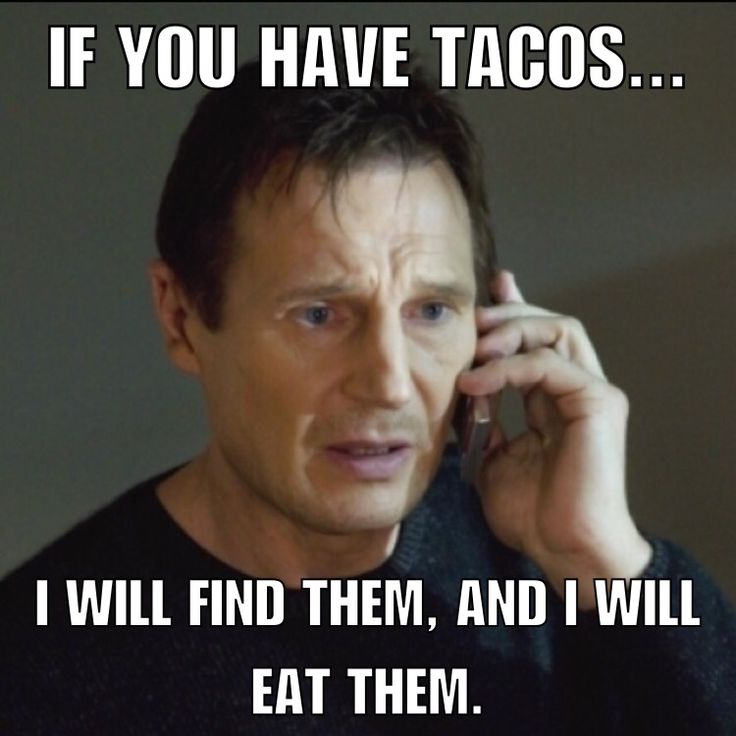 IF YOU HAVE TACOS...
I WILL FIND THEM, AND I WILL
EAT THEM.